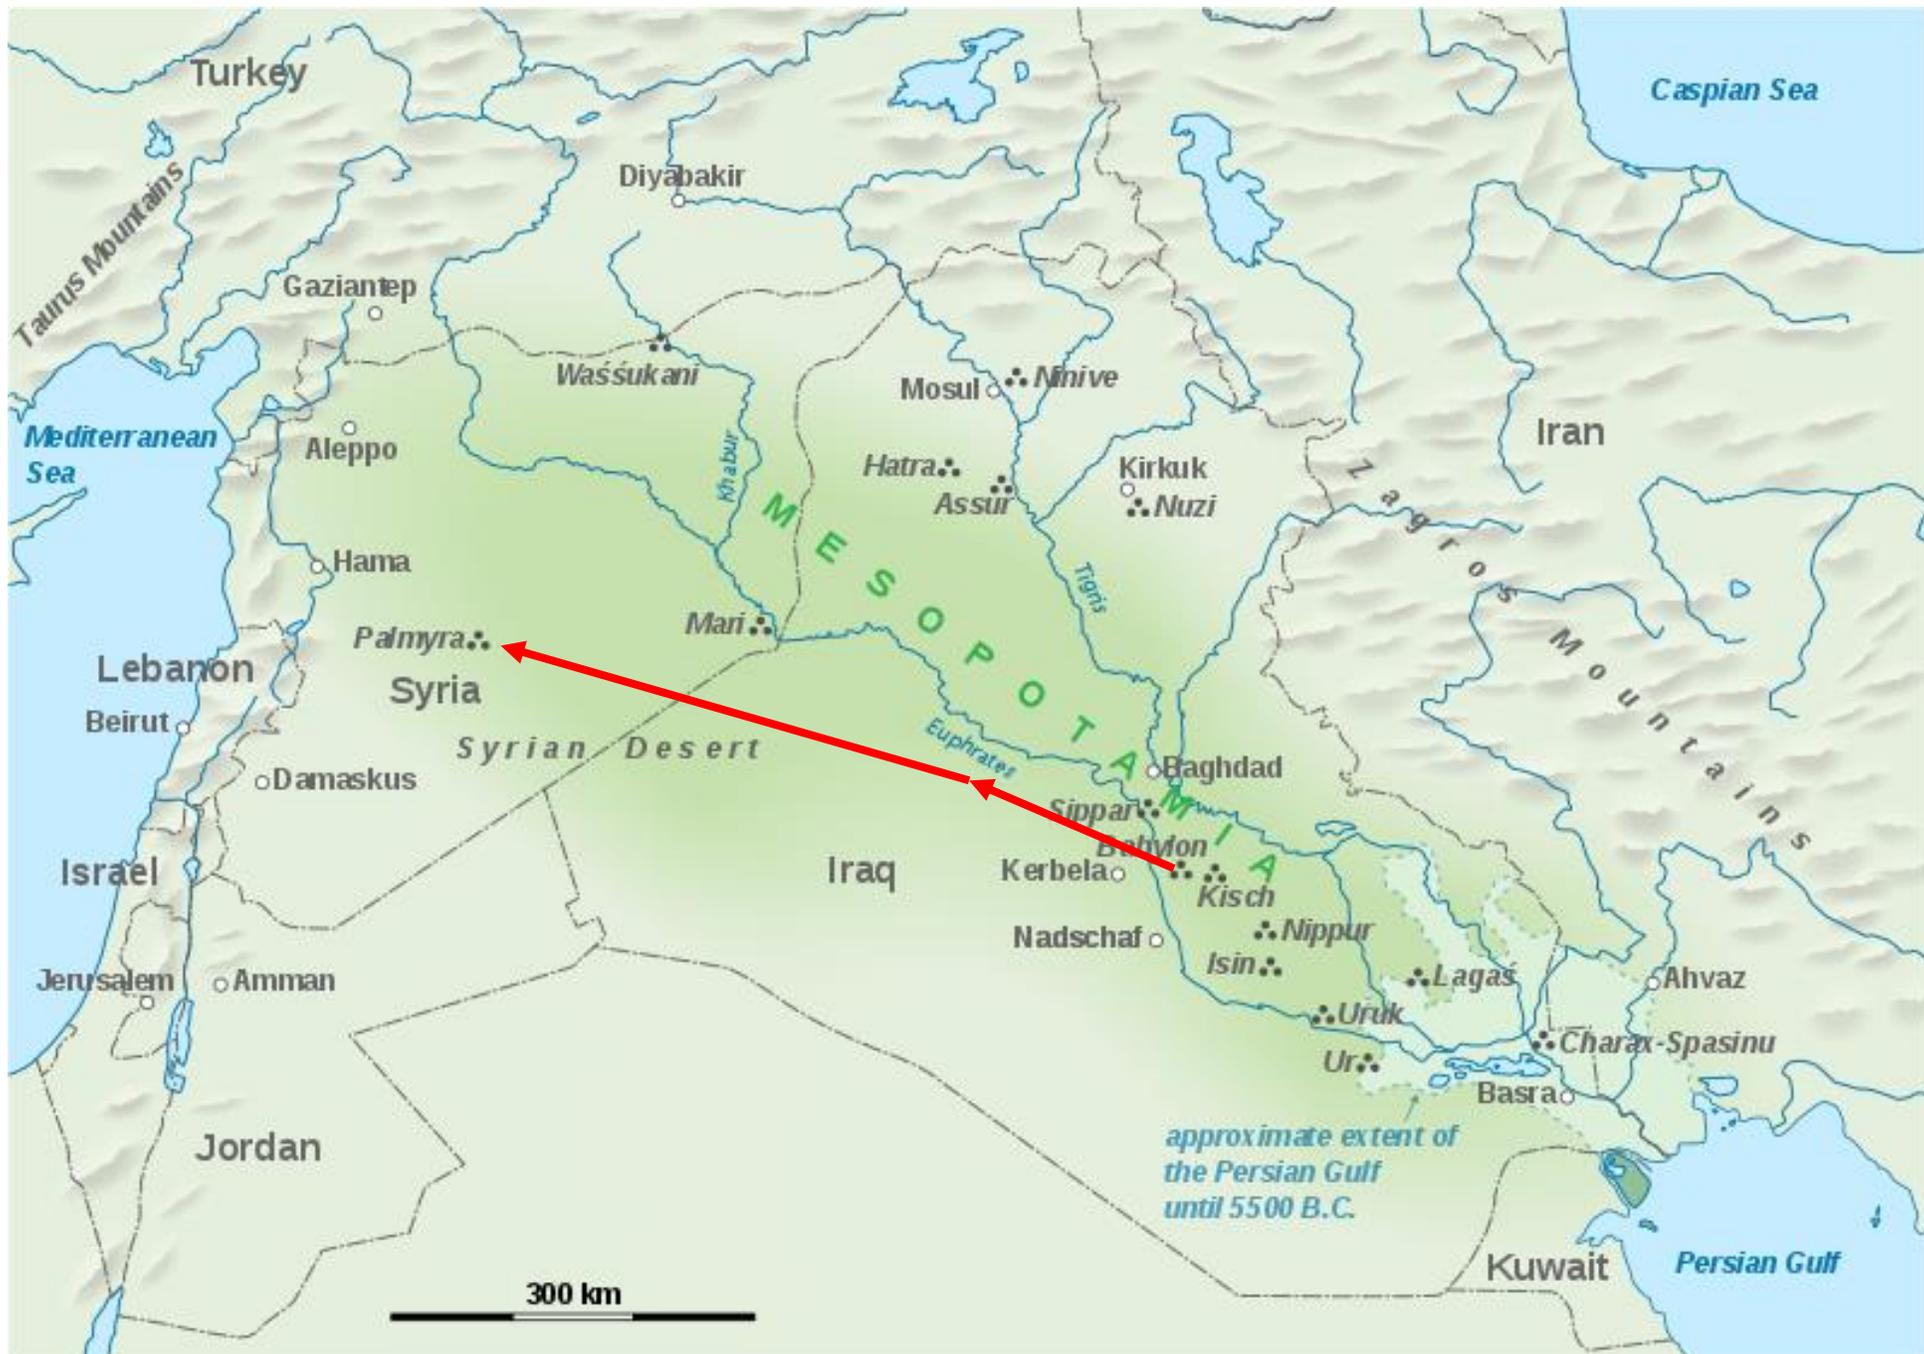 Turkey
Caspian Sea
Taurus Mountains
Diyabakir
Gaziantep
Waśśukani
Mosul
Ninive
Mediterranean
Sea
Aleppo
Khabur
Hatra
Assur
Kirkuk
Nuzi
Iran
Zagros Mountains
MESOPOTAMIA
Hama
Tigris
Palmyra
Mari
Lebanon
Syria
Beirut
Syrian Desert
Euphrates
Damaskus
Baghdad
Sippar
Babylon
Israel
Iraq
Kerbela
Kisch
Nadschaf
Nippur
Isin
Lagaś
Ahvaz
Jerusalem
Amman
Uruk
Charax-Spasinu
Ur
Basra
approximate extent of
the Persian Gulf
until 5500 B.C.
Jordan
Kuwait
Persian Gulf
300 km